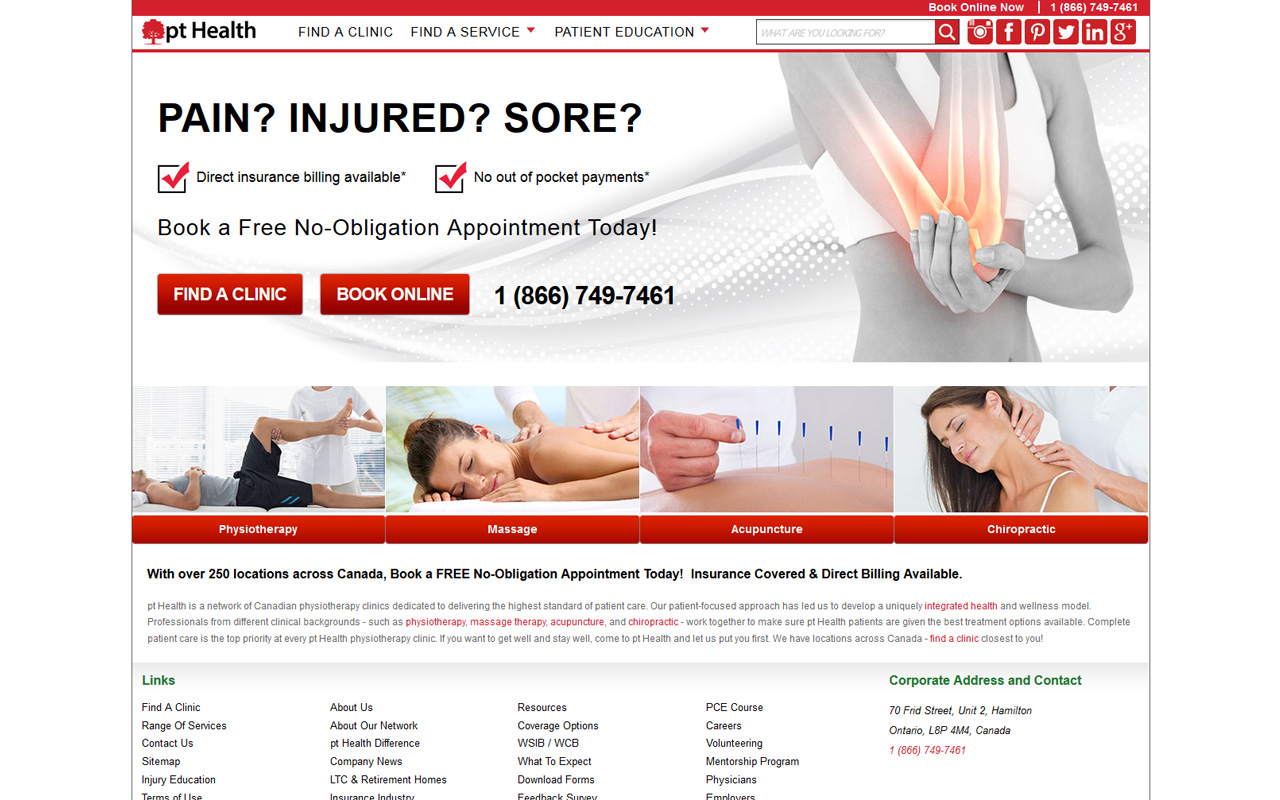 Book Online Now | 1 (866) 749-7461
pt Health
FIND A CLINIC FIND A SERVICE PATIENT EDUCATION
WHAT ARE YOU LOOKING FOR?
PAIN? INJURED? SORE?
Direct insurance billing available* No out of pocket payments*
Book a Free No-Obligation Appointment Today!
FIND A CLINIC BOOK ONLINE 1 (866) 749-7461
Physiotherapy Massage Acupuncture Chiropractic
With over 250 locations across Canada, Book a FREE No-Obligation Appointment Today! Insurance Covered & Direct Billing Available.
pt Health is a network of Canadian physiotherapy clinics dedicated to delivering the highest standard of patient care. Our patient-focused approach has led us to develop a uniquely integrated health and wellness model.
Professionals from different clinical backgrounds - such as physiotherapy, massage therapy, acupuncture, and chiropractic - work together to make sure pt Health patients are given the best treatment options available. Complete
patient care is the top priority at every pt Health physiotherapy clinic. If you want to get well and stay well, come to pt Health and let us put you first. We have locations across Canada - find a clinic closest to you!
Links
Find A Clinic
Range Of Services
Contact Us
Sitemap
Injury Education
Terms of Use
About Us
About Our Network
pt Health Difference
Company News
LTC & Retirement Homes
Insurance Industry
Resources
Coverage Options
WSIB / WCB
What To Expect
Download Forms
Feedback Survey
PCE Course
Careers
Volunteering
Mentorship Program
Physicians
Employers
Corporate Address and Contact
70 Frid Street, Unit 2, Hamilton
Ontario, L8P 4M4, Canada
1 (866) 749-7461